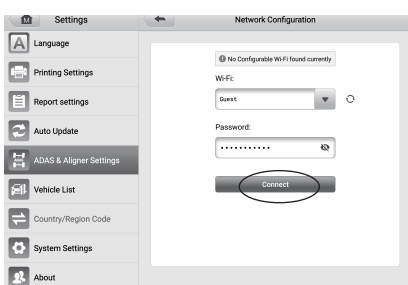 Settings
Network Configuration
Language
Printing Settings
Report settings
Auto Update
ADAS & Aligner Settings
Vehicle List
Country/Region Code
System Settings
About
No Configurable Wi-Fi found currently
Wi-Fi:
Guest
Password:
•••••••••••
Connect